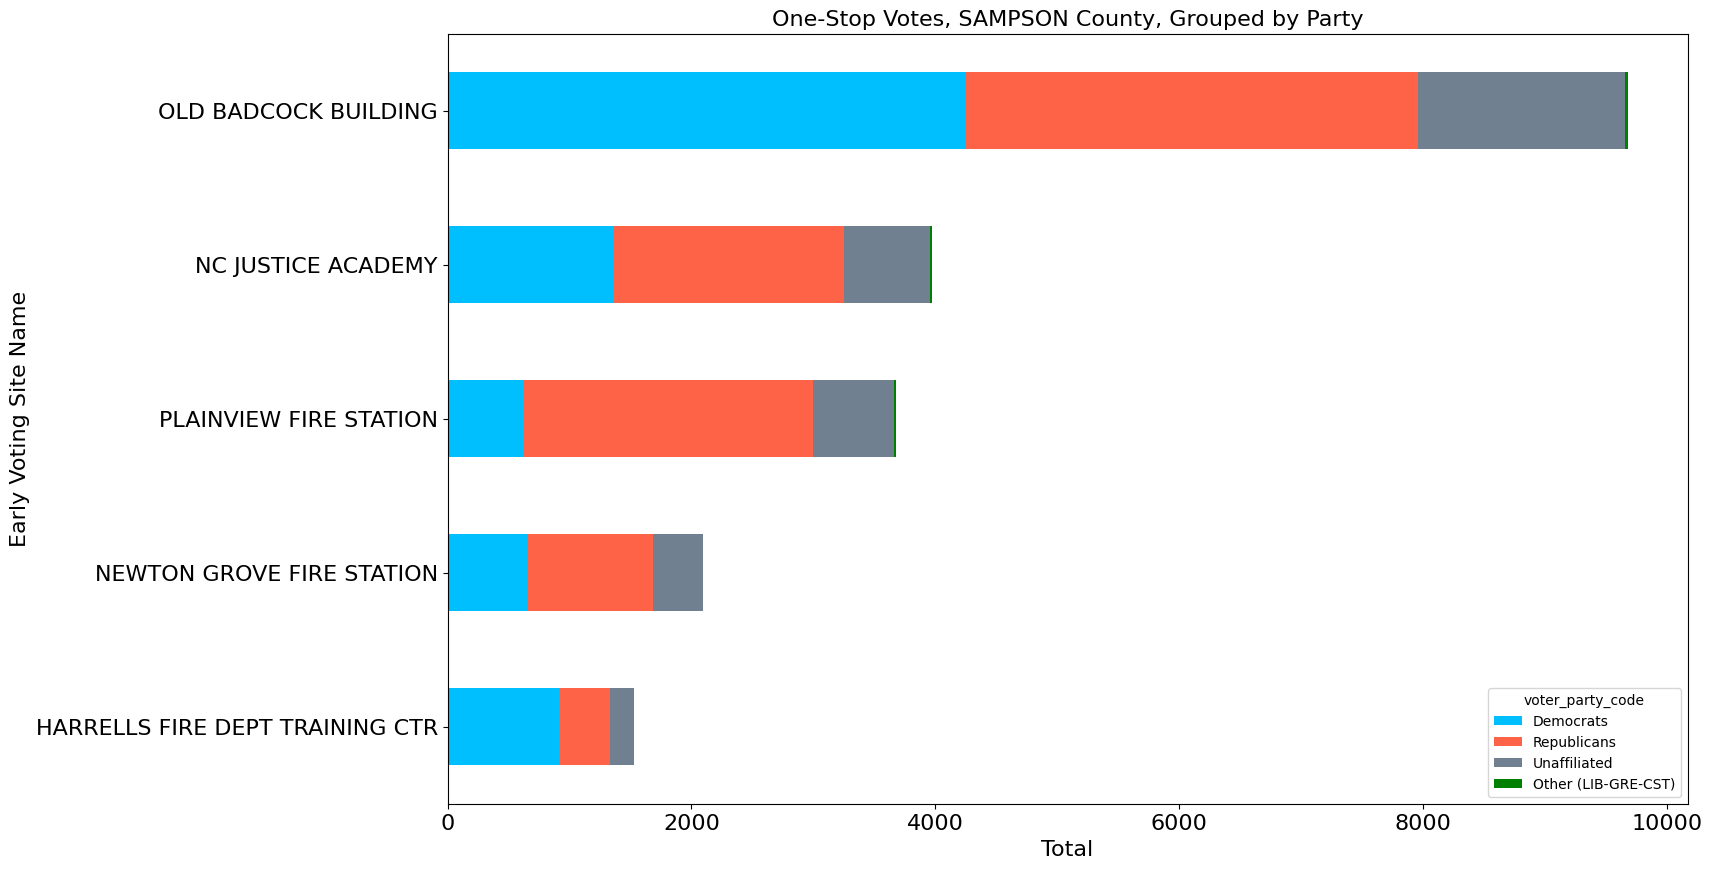 One-Stop Votes, SAMPSON County, Grouped by Party
Early Voting Site Name
OLD BADCOCK BUILDING
NC JUSTICE ACADEMY
PLAINVIEW FIRE STATION
NEWTON GROVE FIRE STATION
HARRELLS FIRE DEPT TRAINING CTR
voter_party_code
Democrats
Republicans
Unaffiliated
Other (LIB-GRE-CST)
0 2000 4000 6000 8000 10000
Total